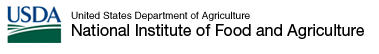 USDA
United States Department of Agriculture
National Institute of Food and Agriculture